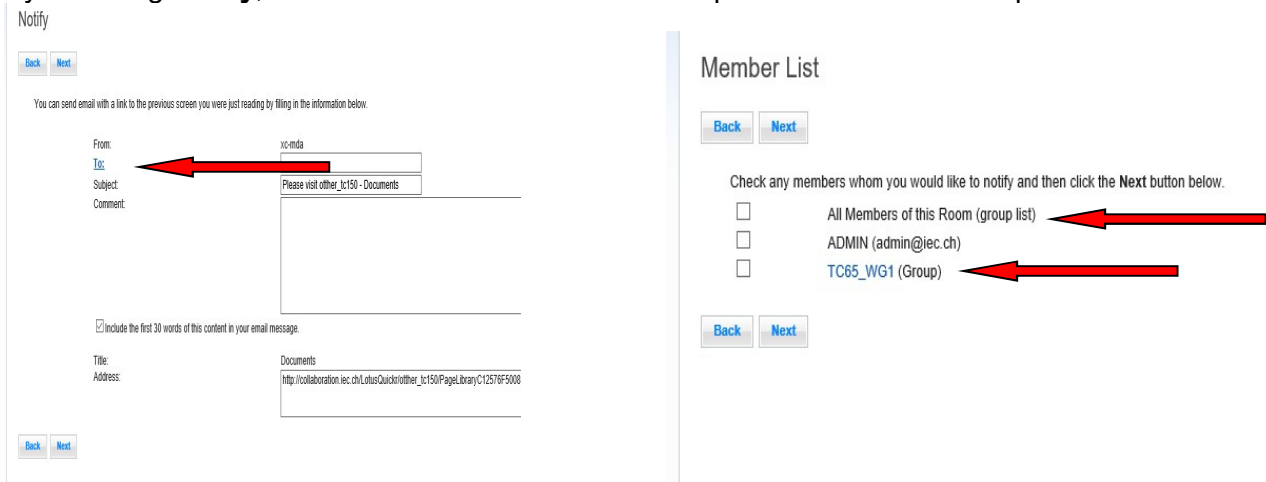 Notify
Back Next
You can send email with a link to the previous screen you were just reading by filling in the information below.
From: xc-mda
To:
Subject: Please visit otther_tc150 - Documents
Comment:
Include the first 30 words of this content in your email message.
Title: Documents
Address: http://collaboration.iec.ch/LotusQuickr/otther_tc150/PageLibraryC12576F5008
Back Next
Member List
Back Next
Check any members whom you would like to notify and then click the Next button below.
All Members of this Room (group list)
ADMIN (admin@iec.ch)
TC65_WG1 (Group)
Back Next